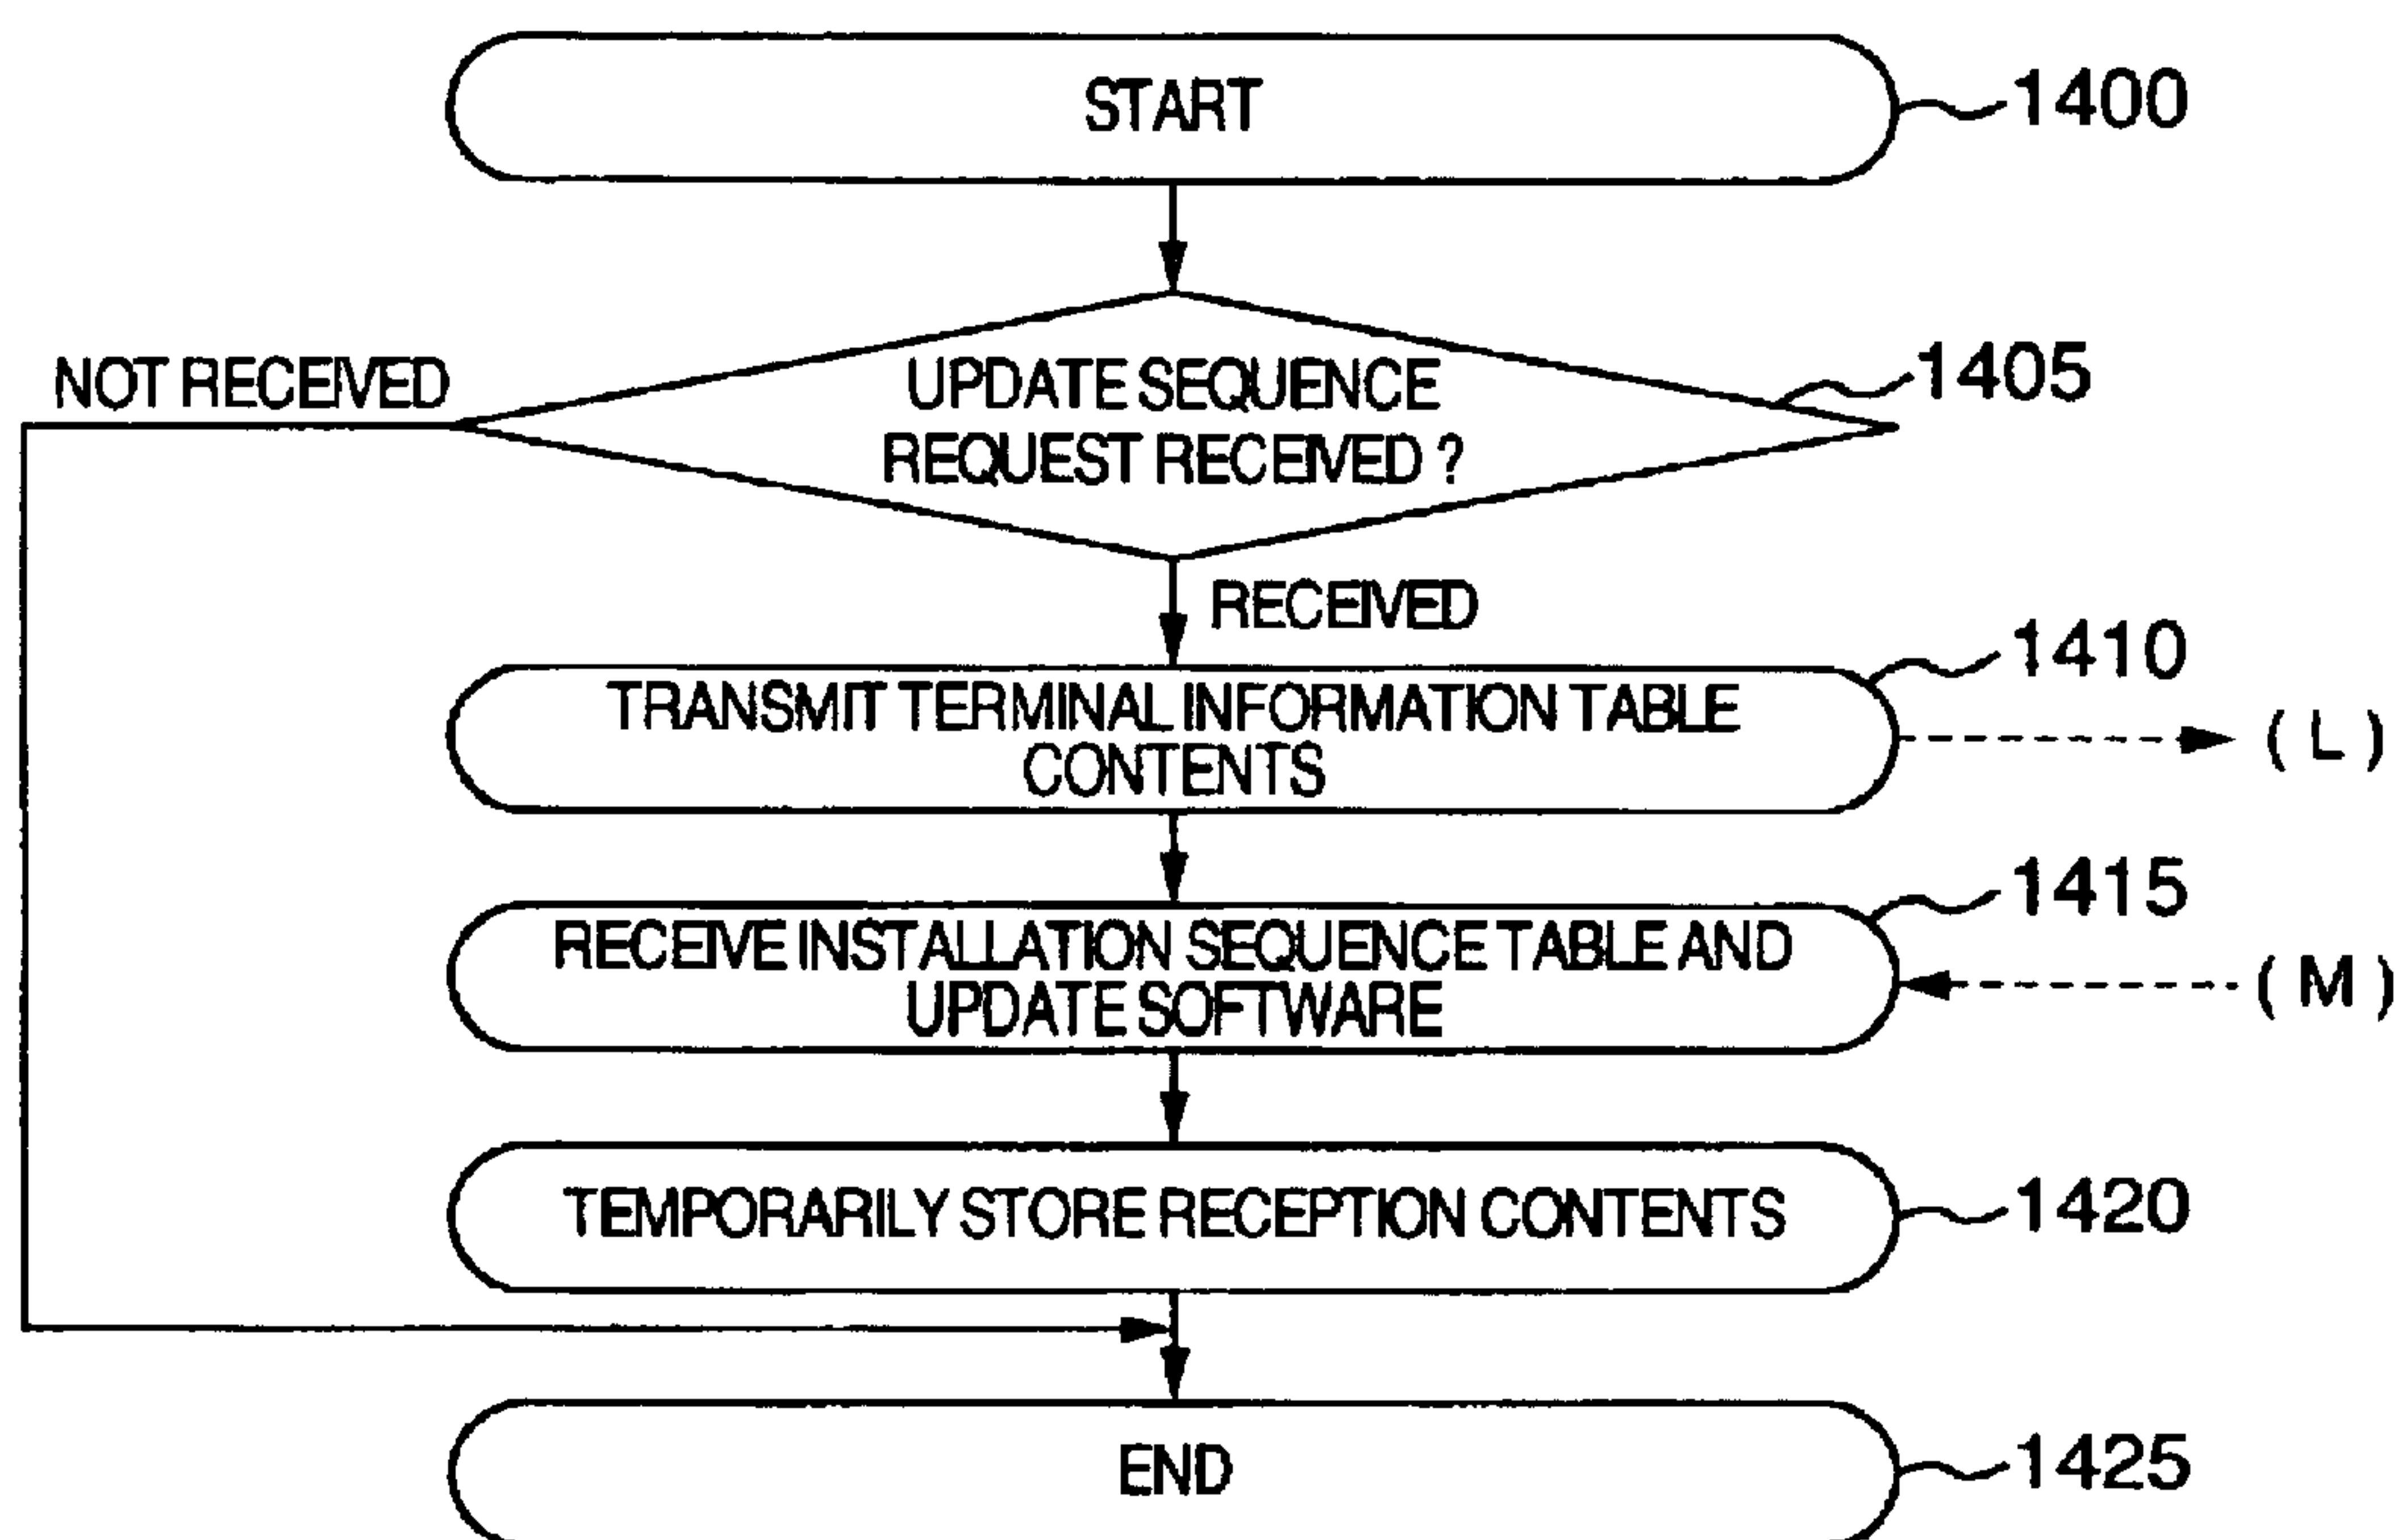 START
1400
NOT RECEIVED
UPDATE SEQUENCE
REQUEST RECEIVED ?
1405
RECEIVED
1410
TRANSMIT TERMINAL INFORMATION TABLE
CONTENTS
( L )
1415
RECEIVE INSTALLATION SEQUENCE TABLE AND
UPDATE SOFTWARE
( M )
TEMPORARILY STORE RECEPTION CONTENTS
1420
END
1425